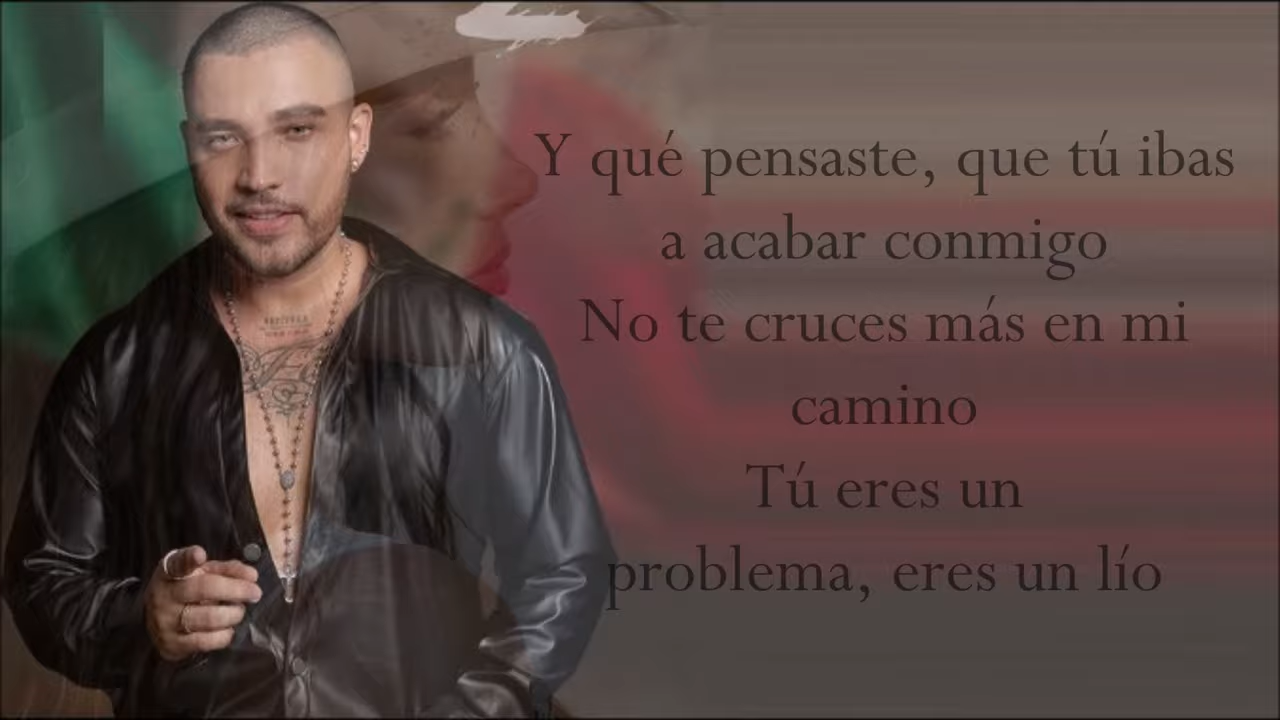 Y qué pensaste, que tú ibas
a acabar conmigo
No te cruces más en mi
camino
Tú eres un
problema, eres un lío